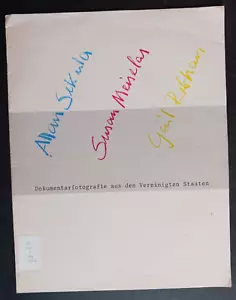 Allan Sekula
Susan Meiselas
Gail Rebhan
Dokumentarfotografie aus den Vereinigten Staaten